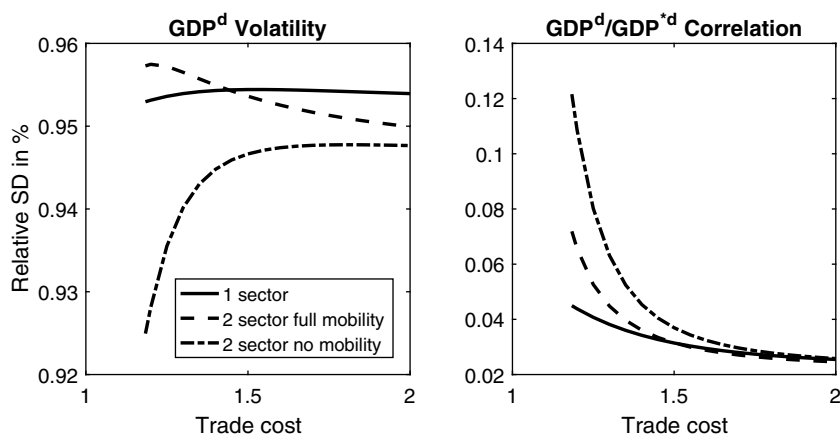 GDPᵈ Volatility
0.96
0.95
0.94
0.93
0.92
Relative SD in %
1 sector
2 sector full mobility
2 sector no mobility
1
1.5
2
Trade cost
GDPᵈ/GDP*ᵈ Correlation
0.14
0.12
0.1
0.08
0.06
0.04
0.02
1
1.5
2
Trade cost